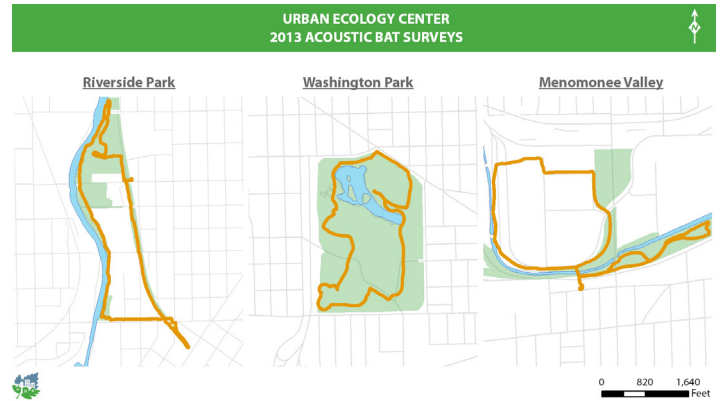 URBAN ECOLOGY CENTER
2013 ACOUSTIC BAT SURVEYS
N
Riverside Park
Washington Park
Menomonee Valley
0 820 1,640
Feet